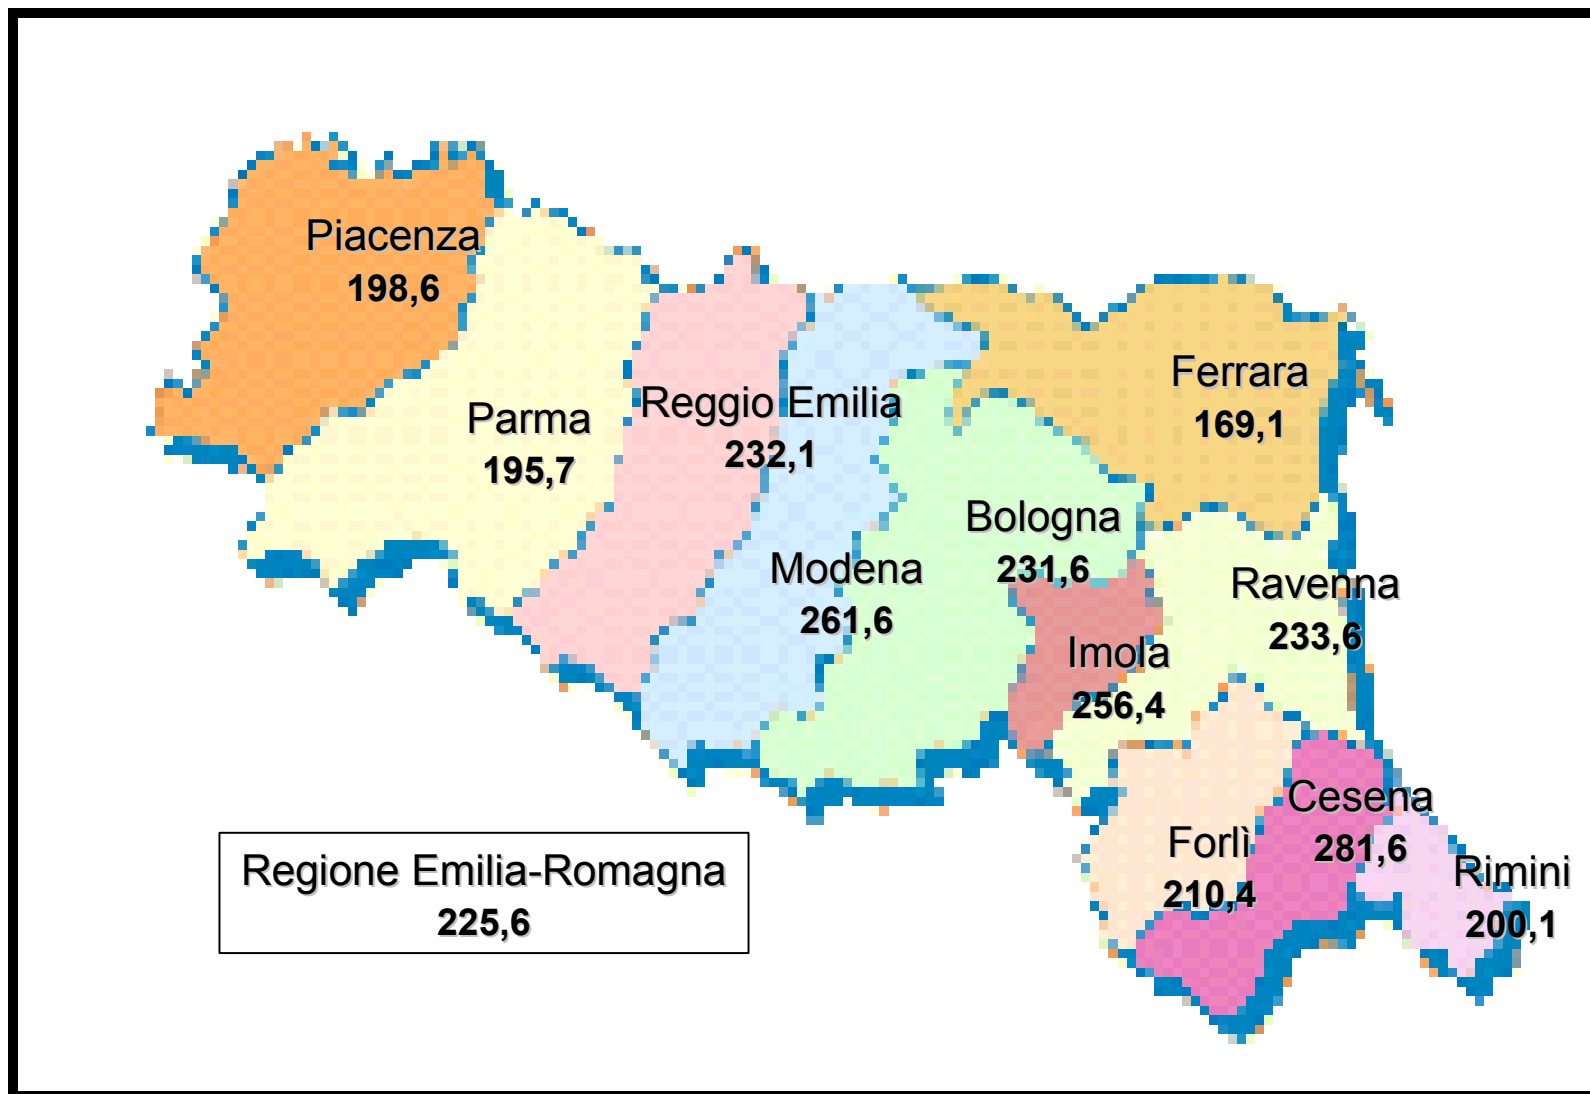 Piacenza
198,6
Parma
195,7
Reggio Emilia
232,1
Modena
261,6
Bologna
231,6
Ferrara
169,1
Imola
256,4
Ravenna
233,6
Forlì
210,4
Cesena
281,6
Rimini
200,1
Regione Emilia-Romagna
225,6